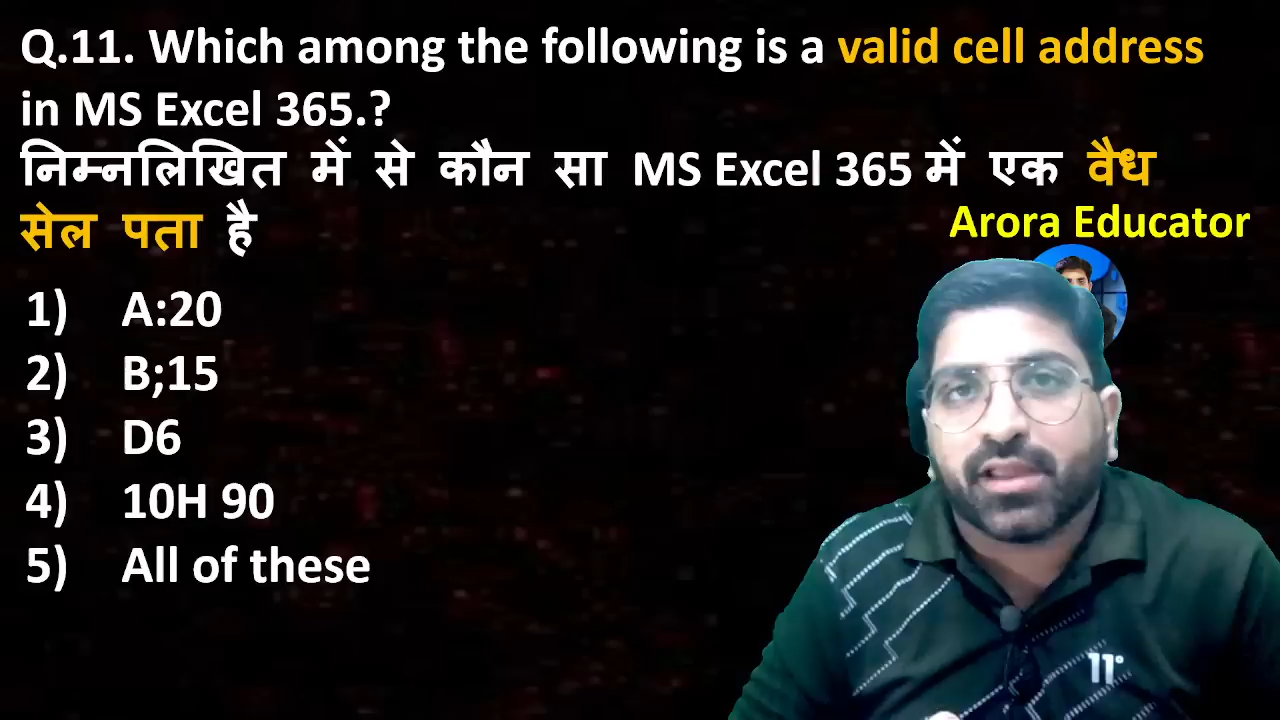 Q.11. Which among the following is a valid cell address
in MS Excel 365.?
निम्नलिखित में से कौन सा MS Excel 365 में एक वैध
सेल पता है
Arora Educator
1) A:20
2) B;15
3) D6
4) 10H 90
5) All of these
11°